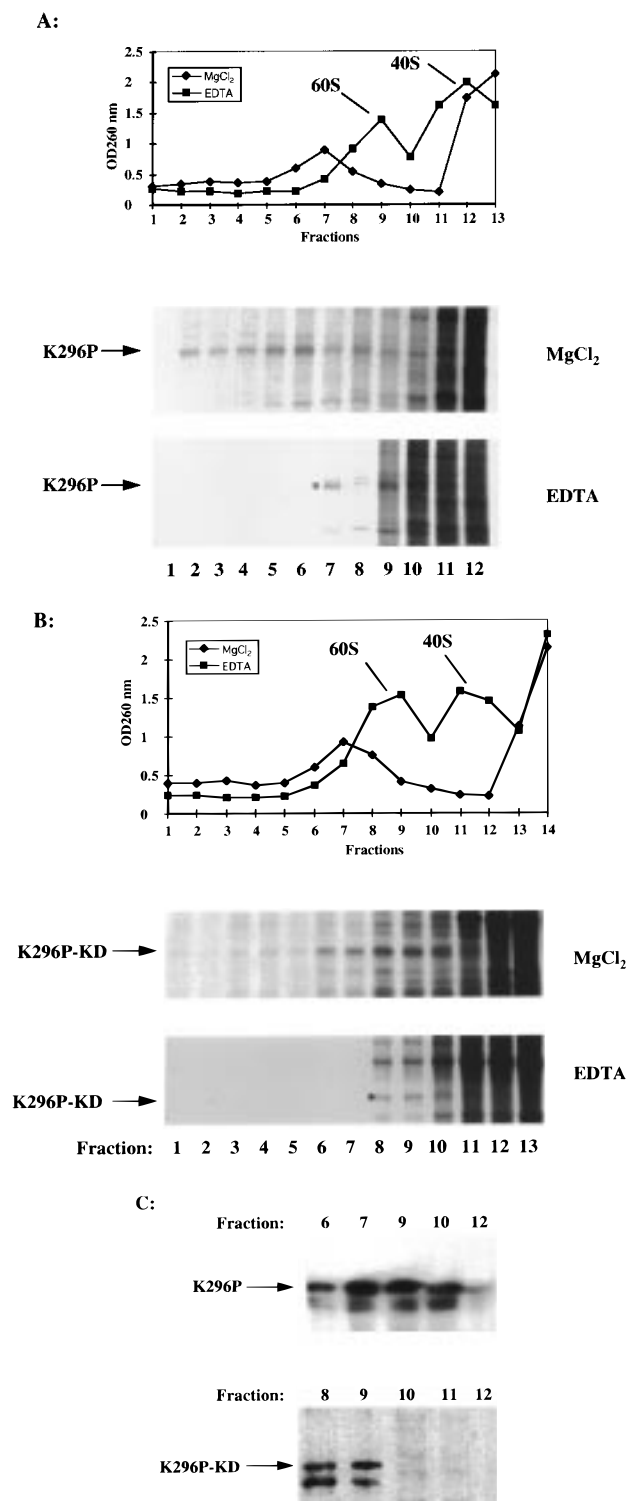 A:
2.5
2
1.5
1
0.5
0
OD260 nm
MgCl2
EDTA
60S
40S
1 2 3 4 5 6 7 8 9 10 11 12 13
Fractions
K296P
MgCl2
K296P
EDTA
1 2 3 4 5 6 7 8 9 10 11 12
B:
2.5
2
1.5
1
0.5
0
OD260 nm
MgCl2
EDTA
60S
40S
1 2 3 4 5 6 7 8 9 10 11 12 13 14
Fractions
K296P-KD
MgCl2
K296P-KD
EDTA
Fraction: 1 2 3 4 5 6 7 8 9 10 11 12 13
C:
Fraction: 6 7 9 10 12
K296P
Fraction: 8 9 10 11 12
K296P-KD